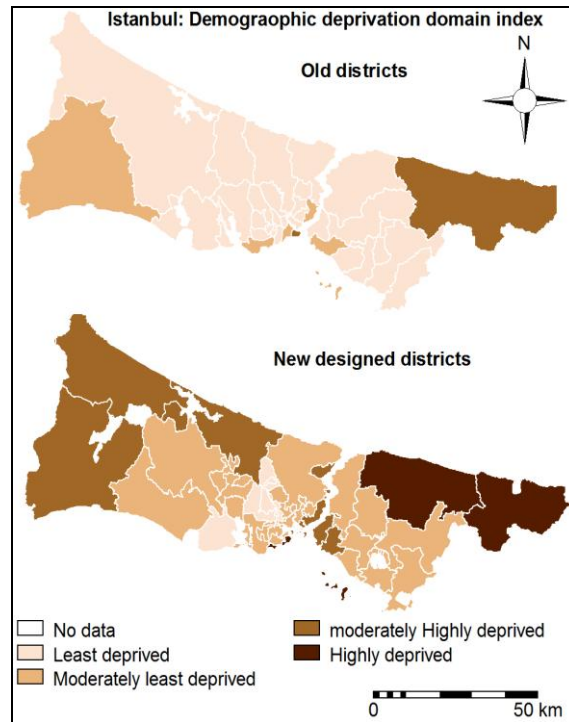 Istanbul: Demograophic deprivation domain index
N
Old districts
New designed districts
No data
Least deprived
Moderately least deprived
moderately Highly deprived
Highly deprived
0 50 km